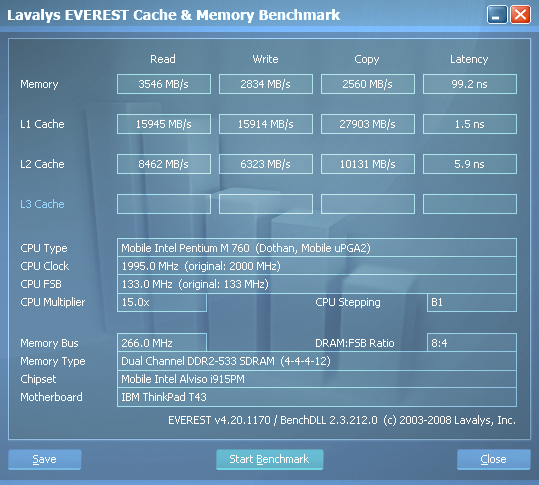 Lavalys EVEREST Cache & Memory Benchmark
Read Write Copy Latency
Memory 3546 MB/s 2834 MB/s 2560 MB/s 99.2 ns
L1 Cache 15945 MB/s 15914 MB/s 27903 MB/s 1.5 ns
L2 Cache 8462 MB/s 6323 MB/s 10131 MB/s 5.9 ns
L3 Cache
CPU Type Mobile Intel Pentium M 760 (Dothan, Mobile uPGA2)
CPU Clock 1995.0 MHz (original: 2000 MHz)
CPU FSB 133.0 MHz (original: 133 MHz)
CPU Multiplier 15.0x CPU Stepping B1
Memory Bus 266.0 MHz DRAM:FSB Ratio 8:4
Memory Type Dual Channel DDR2-533 SDRAM (4-4-4-12)
Chipset Mobile Intel Alviso i915PM
Motherboard IBM ThinkPad T43
EVEREST v4.20.1170 / BenchDLL 2.3.212.0 (c) 2003-2008 Lavalys, Inc.
Save Start Benchmark Close